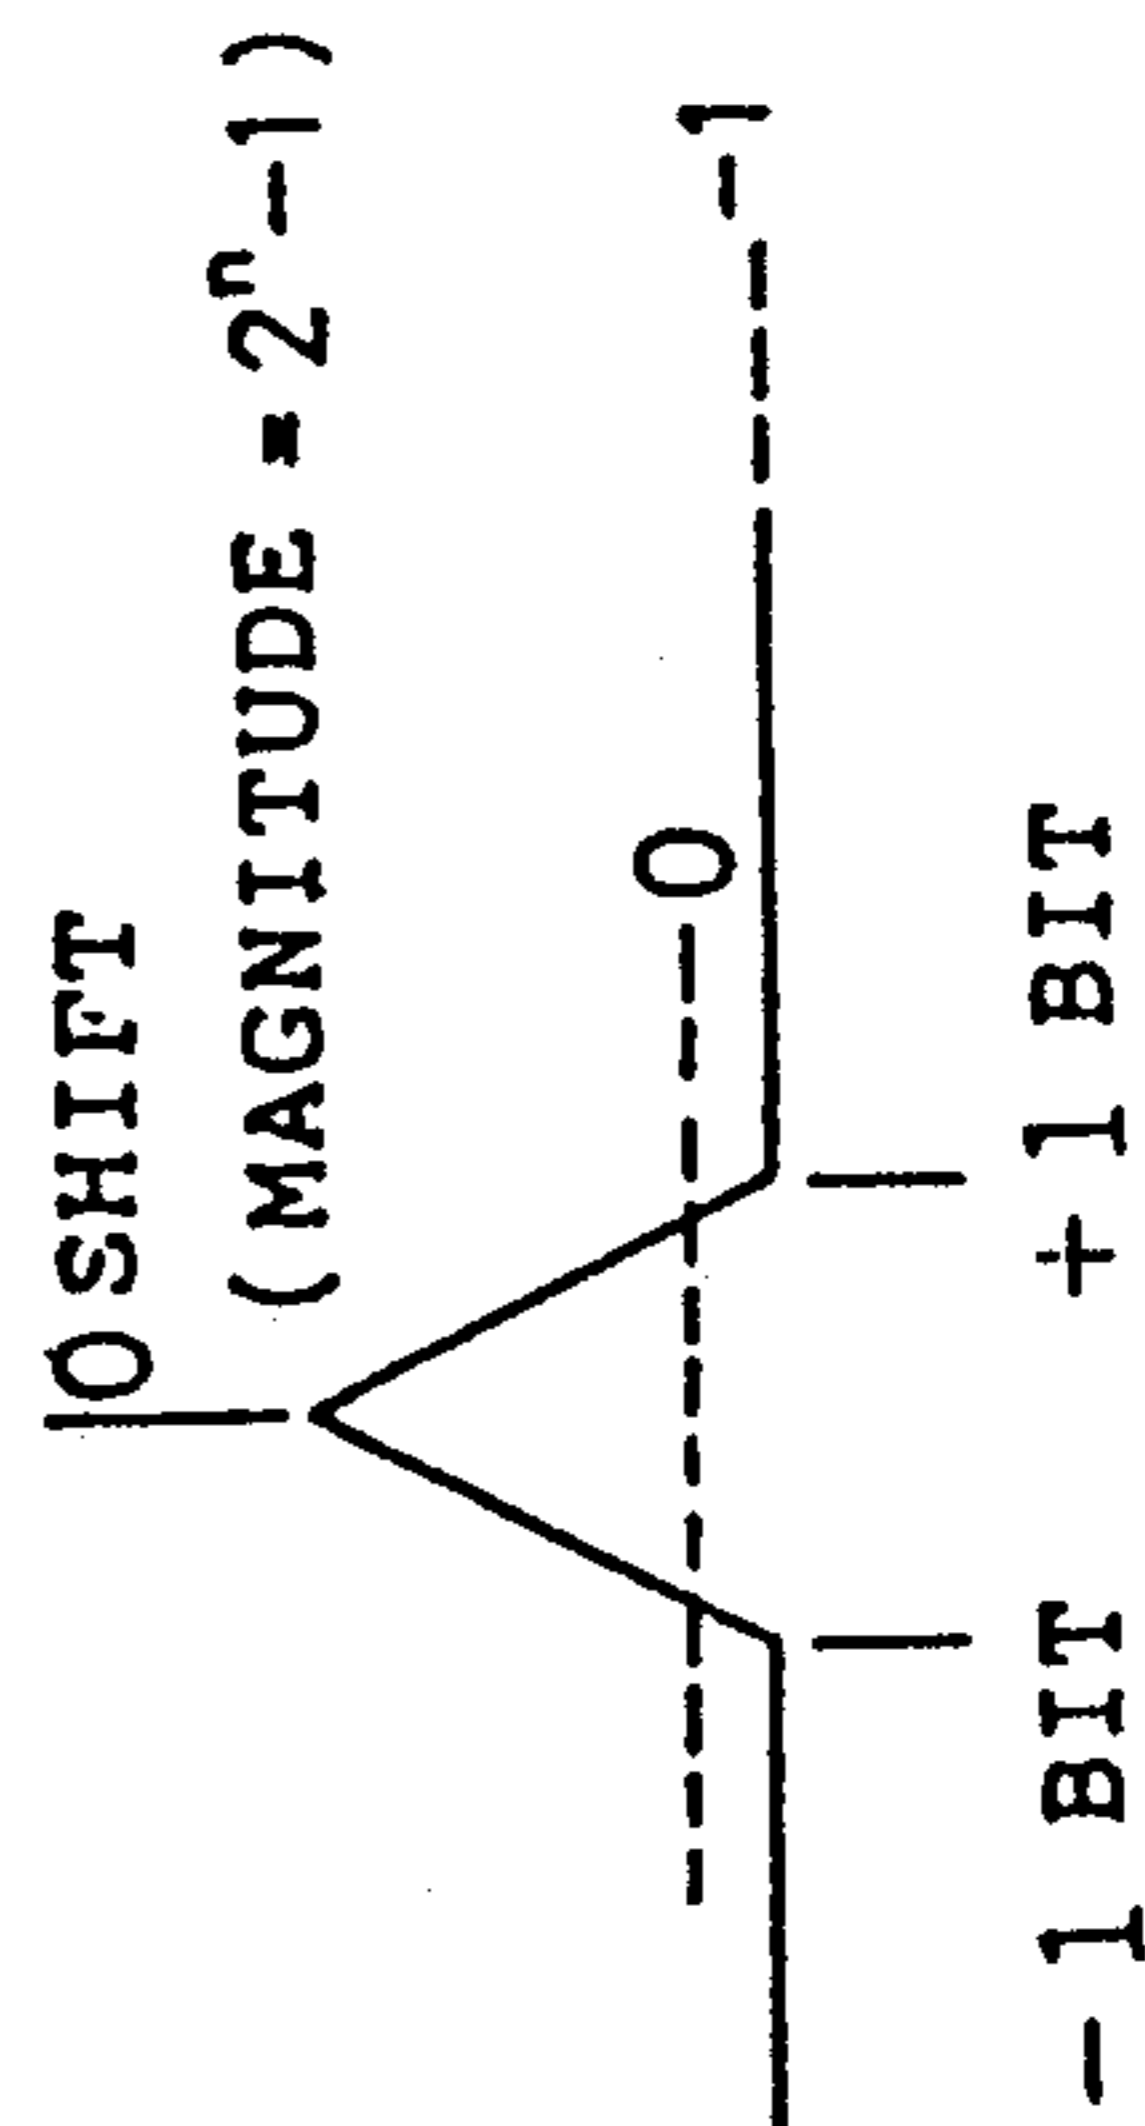 0 SHIFT
(MAGNITUDE = 2ⁿ-1)
0
-1
- 1 BIT
+ 1 BIT